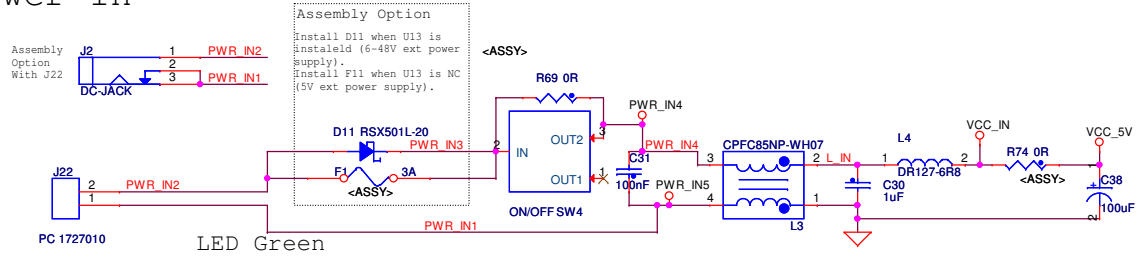 Assembly Option
Install D11 when U13 is
instaleld (6-48V ext power
supply).
Install F11 when U13 is NC
(5V ext power supply).
<ASSY>
Assembly
Option
With J22
J2
1
PWR_IN2
2
3
PWR_IN1
DC-JACK
R69 0R
PWR_IN4
D11 RSX501L-20
PWR_IN3
2
IN
OUT2
3
OUT1
1
ON/OFF SW4
F1
3A
<ASSY>
C31
100nF
PWR_IN4
PWR_IN5
CPFC85NP-WH07
3
2
L_IN
4
1
L3
L4
1
2
DR127-6R8
VCC_IN
R74 0R
<ASSY>
VCC_5V
C30
1uF
1
C38
100uF
2
J22
2
PWR_IN2
1
PWR_IN1
PC 1727010
LED Green